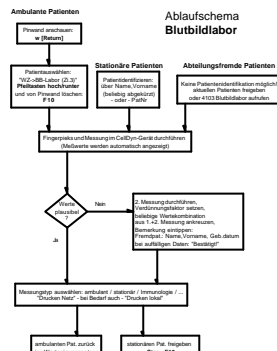 Ambulante Patienten
Ablaufschema
Blutbildlabor
Pinwand anschauen:
w [Return]
Stationäre Patienten
Abteilungsfremde Patienten
Patientauswählen:
"WZ->BB-Labor (Zi.3)"
Pfeiltasten hoch/runter
und von Pinwand löschen:
F10
Patientidentifizieren:
über Name,Vorname
(beliebig abgekürzt)
- oder - PatNr
Keine Patientenidentifikation möglich!
aktuellen Patienten freigeben
oder 4103 Blutbildlabor aufrufen
Fingerpieks und Messung im CellDyn-Gerät durchführen
(Meßwerte werden automatisch angezeigt)
Werte
plausibel
?
Nein
Ja
2. Messung durchführen,
Verdünnungsfaktor setzen,
beliebige Wertekombination
aus 1.+2. Messung ankreuzen,
Bemerkung eintippen:
Fremdpat.: Name,Vorname, Geb.datum
bei auffälligen Daten: "Bestätigt!"
Messungstyp auswählen: ambulant / stationär / Immunologie / ...
"Drucken Netz" - bei Bedarf auch - "Drucken lokal"
ambulanten Pat. zurück
stationären Pat. freigeben